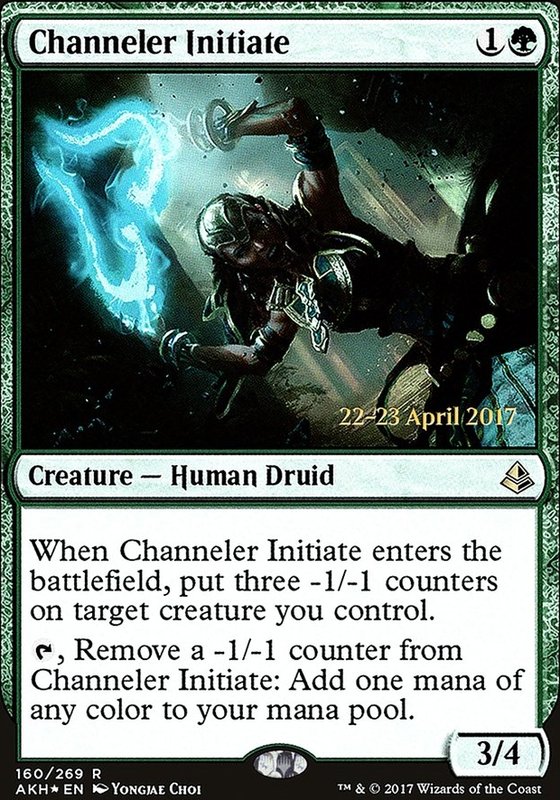 Channeler Initiate 1
22-23 April 2017
Creature — Human Druid
When Channeler Initiate enters the
battlefield, put three -1/-1 counters
on target creature you control.
, Remove a -1/-1 counter from
Channeler Initiate: Add one mana of
any color to your mana pool.
3/4
160/269 R
AKH★EN Yongjae Choi
™ & © 2017 Wizards of the Coast